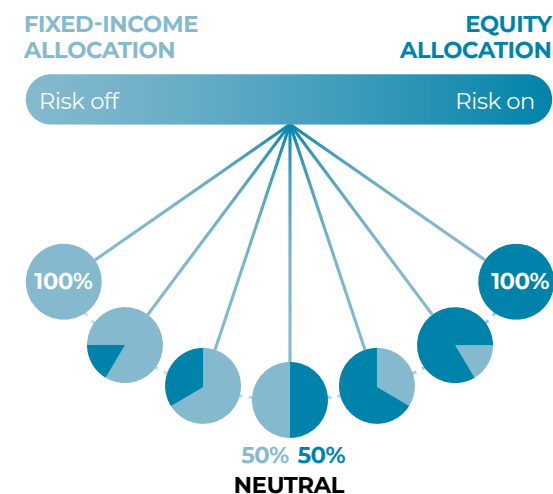 FIXED-INCOME
ALLOCATION
EQUITY
ALLOCATION
Risk off
Risk on
100%
100%
50% 50%
NEUTRAL